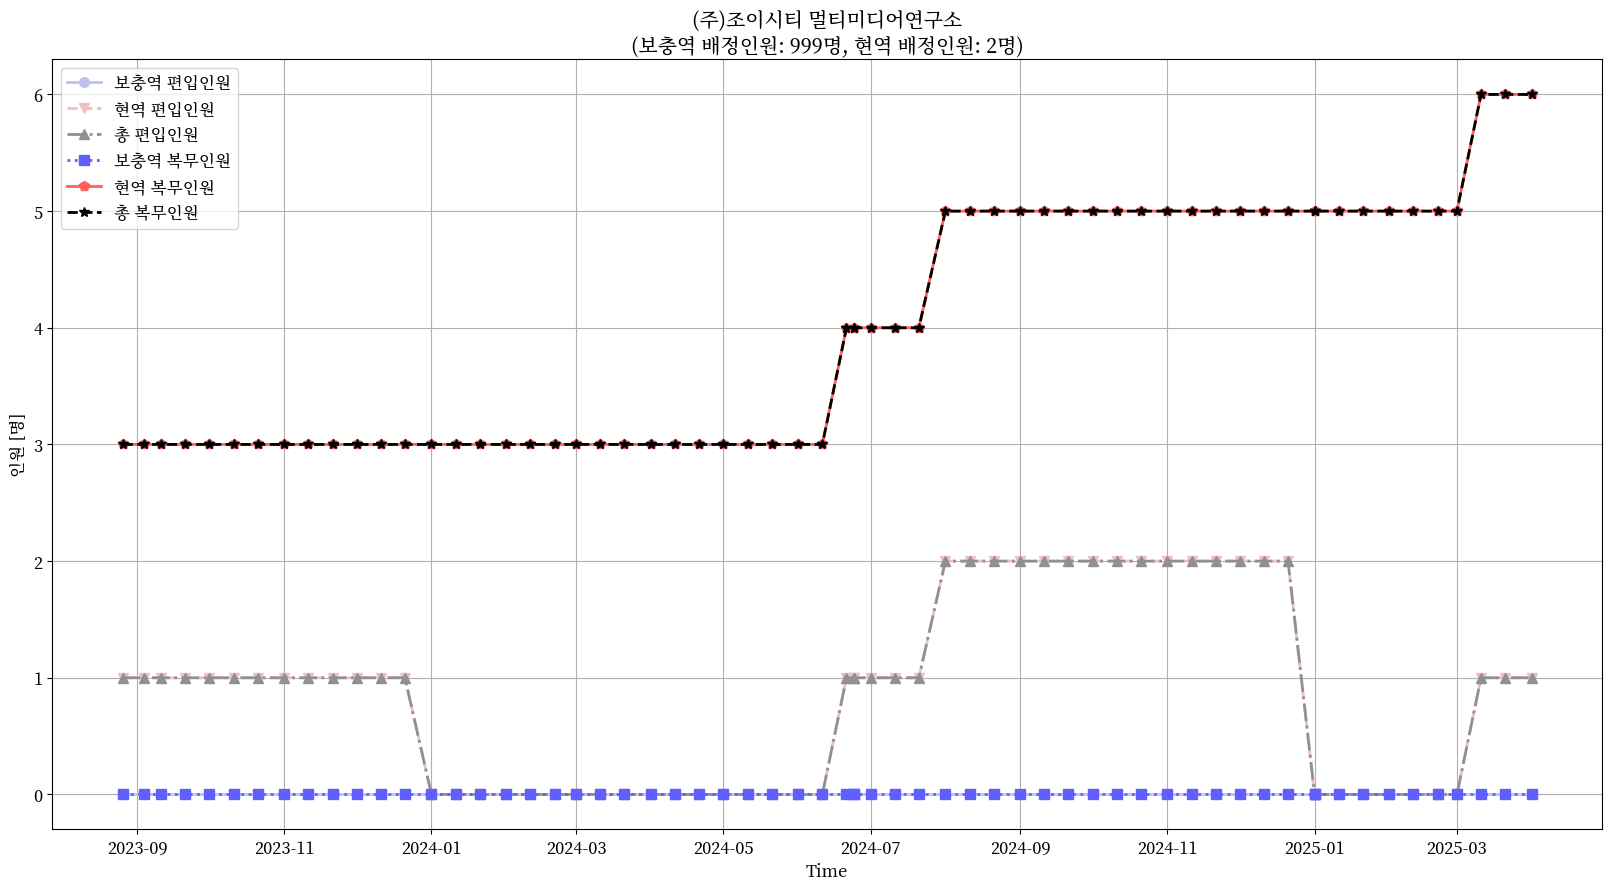 (주)조이시티 멀티미디어연구소
(보충역 배정인원: 999명, 현역 배정인원: 2명)
보충역 편입인원
현역 편입인원
총 편입인원
보충역 복무인원
현역 복무인원
총 복무인원
6
5
4
3
2
1
0
인원 [명]
2023-09
2023-11
2024-01
2024-03
2024-05
2024-07
2024-09
2024-11
2025-01
2025-03
Time